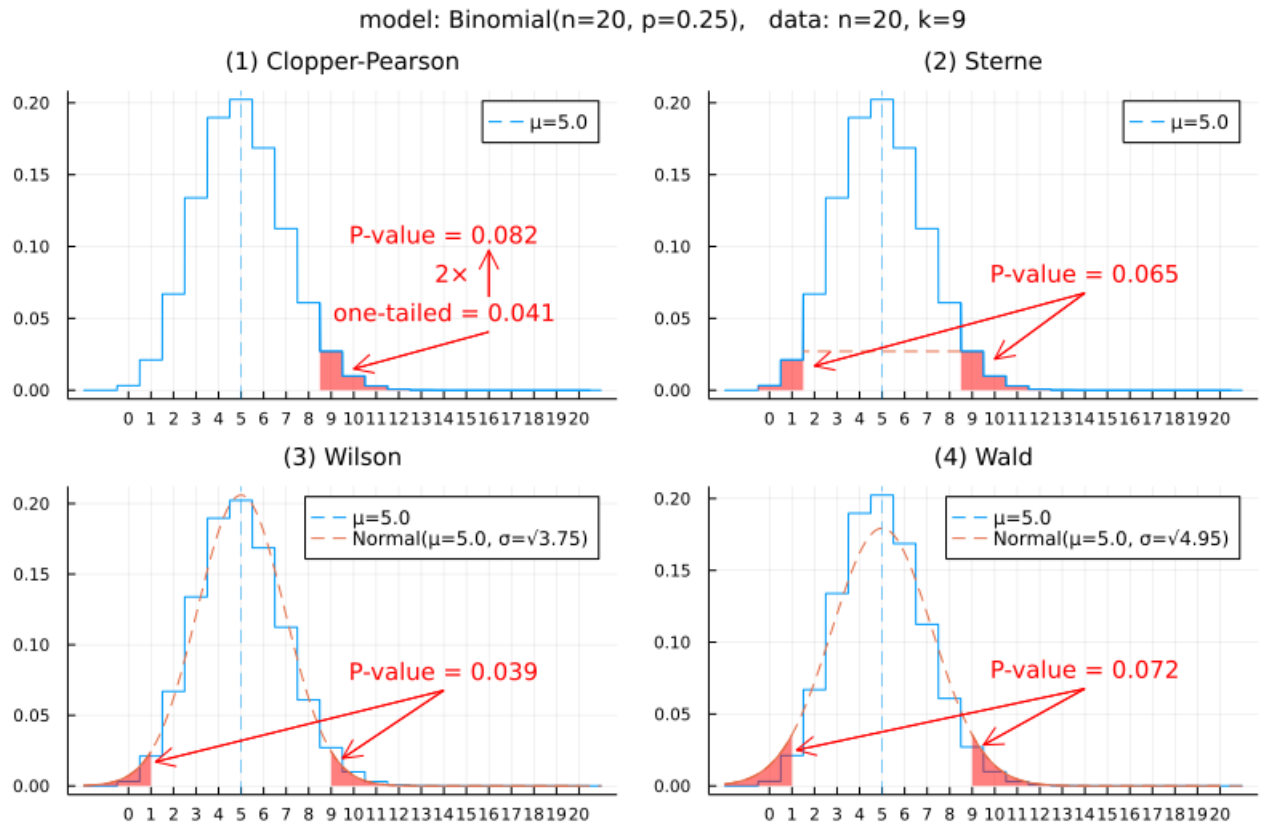 model: Binomial(n=20, p=0.25),   data: n=20, k=9
(1) Clopper-Pearson
0.20
0.15
0.10
0.05
0.00
μ=5.0
P-value = 0.082
2×
one-tailed = 0.041
0 1 2 3 4 5 6 7 8 9 10 11 12 13 14 15 16 17 18 19 20
(2) Sterne
0.20
0.15
0.10
0.05
0.00
μ=5.0
P-value = 0.065
0 1 2 3 4 5 6 7 8 9 10 11 12 13 14 15 16 17 18 19 20
(3) Wilson
0.20
0.15
0.10
0.05
0.00
μ=5.0
Normal(μ=5.0, σ=√3.75)
P-value = 0.039
0 1 2 3 4 5 6 7 8 9 10 11 12 13 14 15 16 17 18 19 20
(4) Wald
0.20
0.15
0.10
0.05
0.00
μ=5.0
Normal(μ=5.0, σ=√4.95)
P-value = 0.072
0 1 2 3 4 5 6 7 8 9 10 11 12 13 14 15 16 17 18 19 20